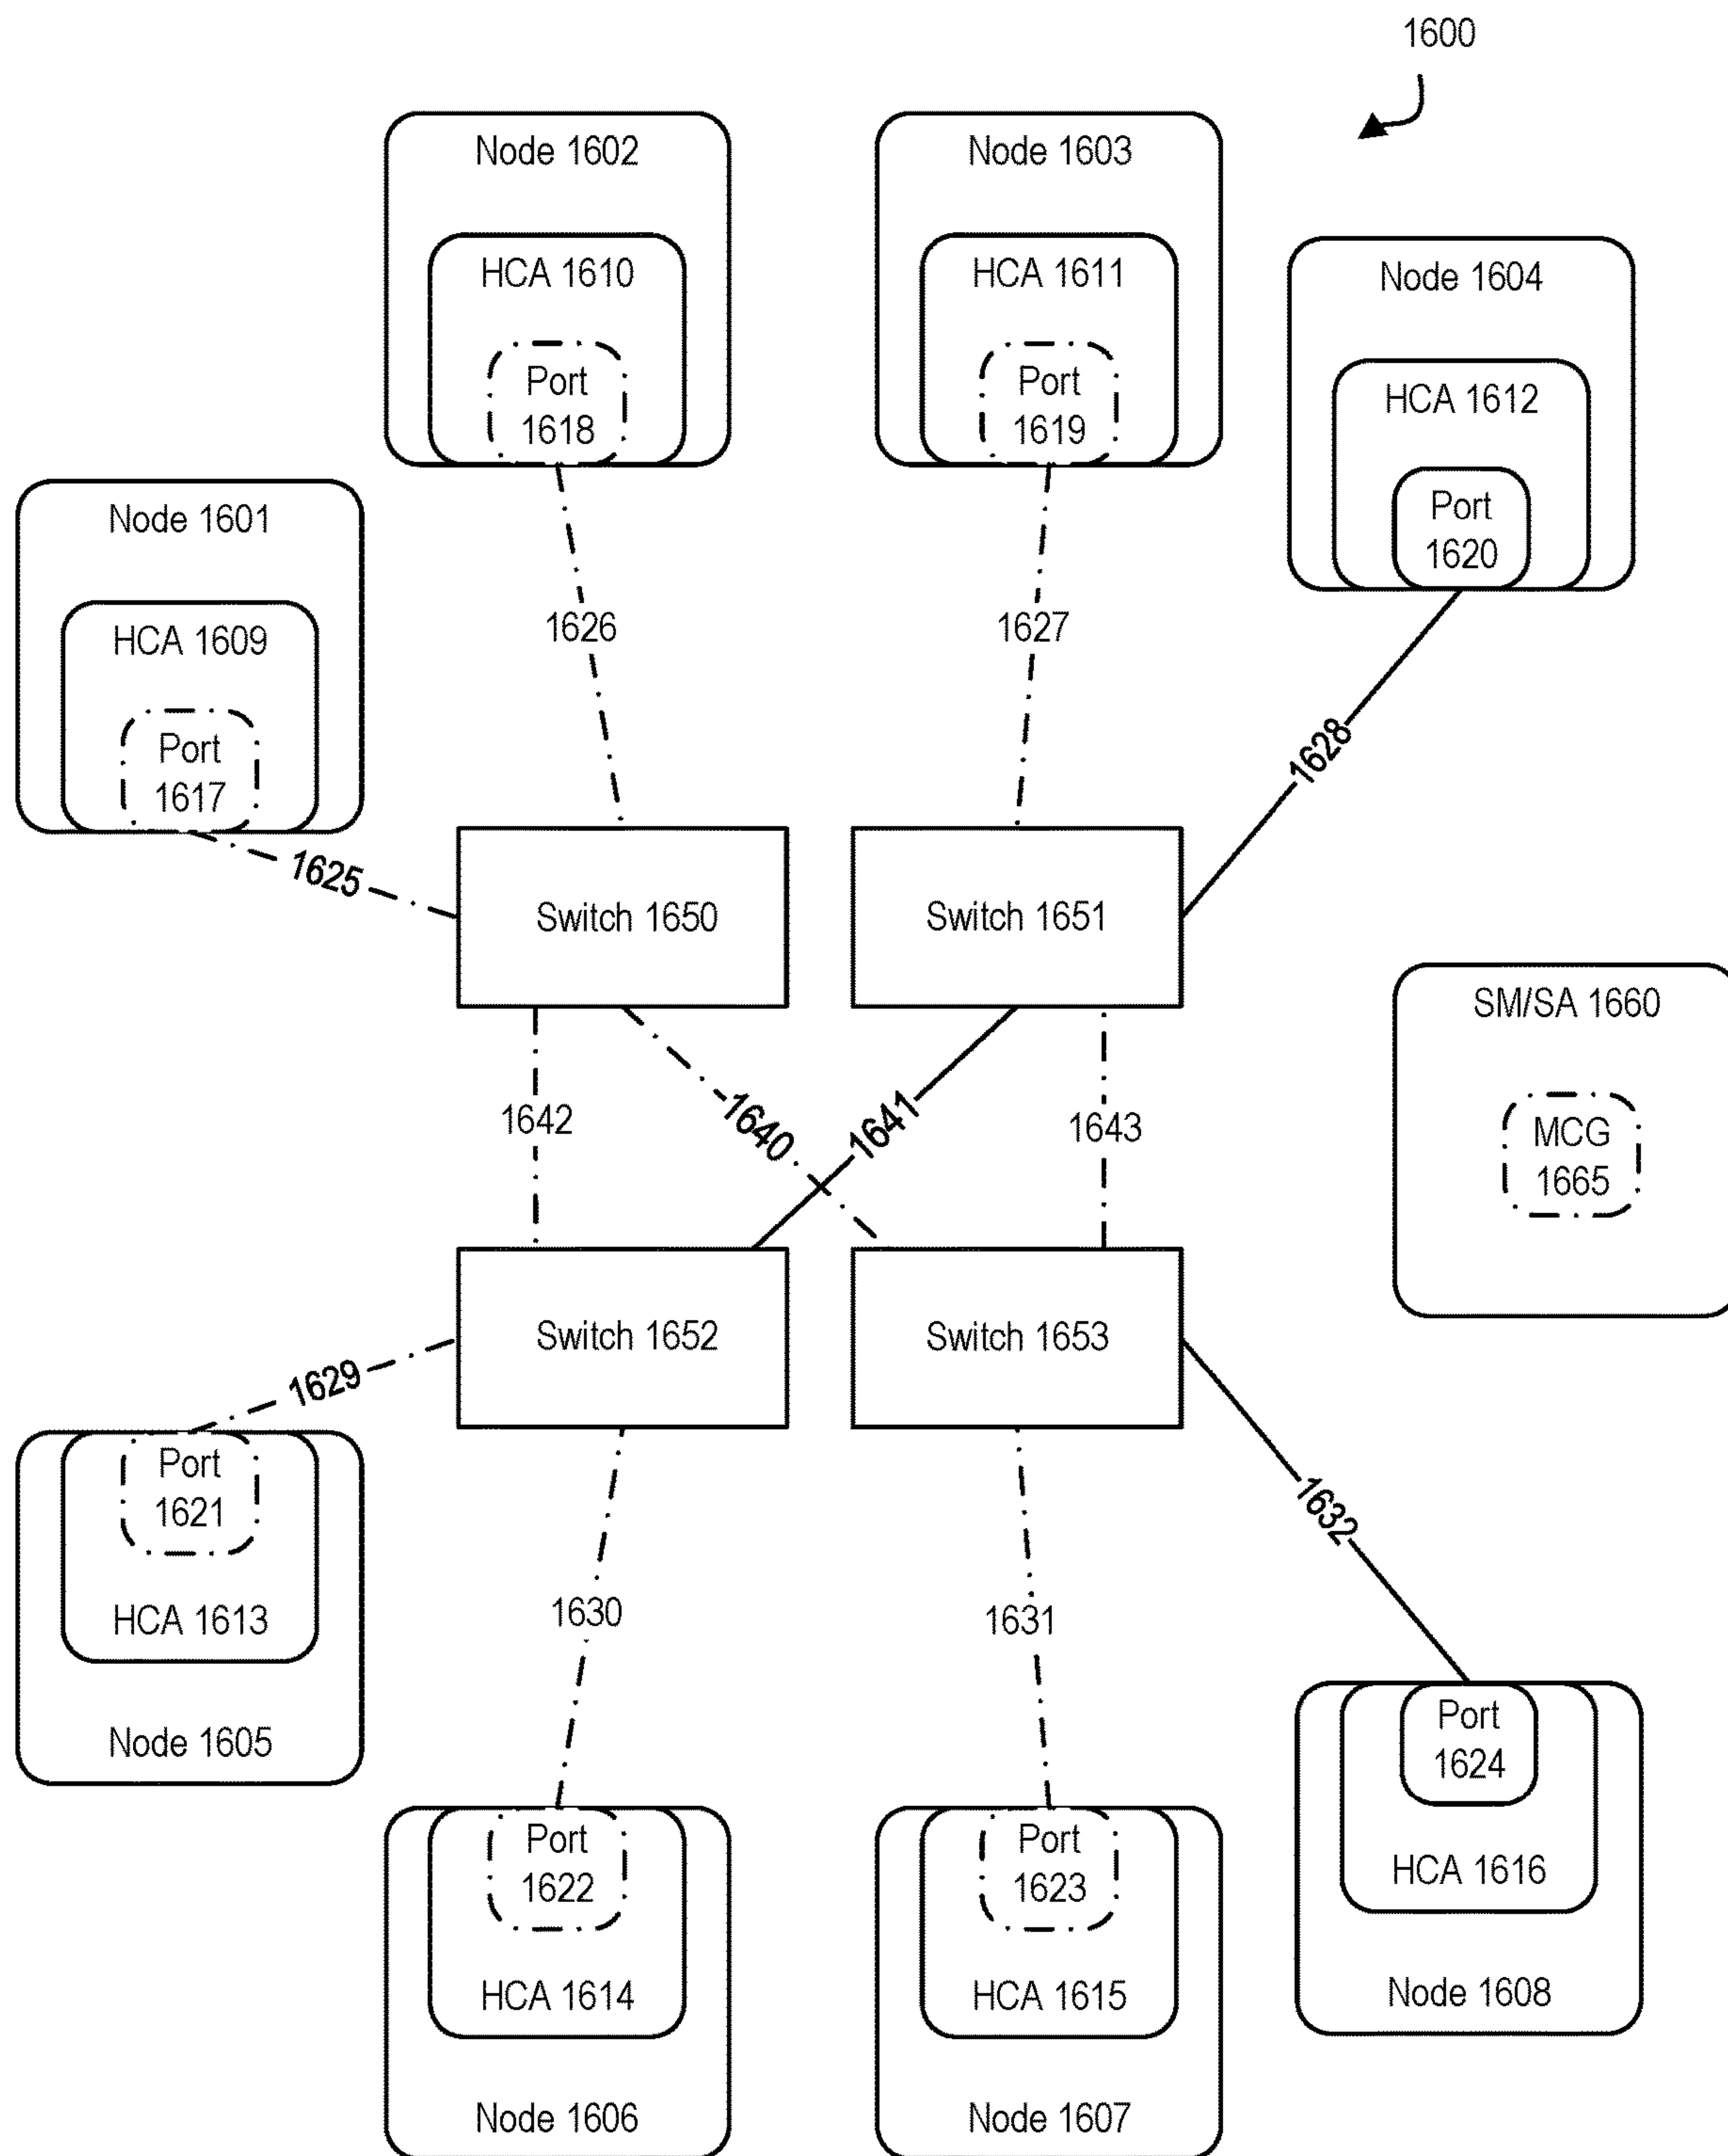 1600
Node 1602
HCA 1610
Port
1618
Node 1603
HCA 1611
Port
1619
Node 1604
HCA 1612
Port
1620
Node 1601
HCA 1609
Port
1617
1626
1627
1628
1625
Switch 1650
Switch 1651
SM/SA 1660
MCG
1665
1642
1640
1641
1643
Switch 1652
Switch 1653
1629
Port
1621
HCA 1613
Node 1605
1630
1631
1632
Port
1624
HCA 1616
Node 1608
Port
1622
HCA 1614
Node 1606
Port
1623
HCA 1615
Node 1607